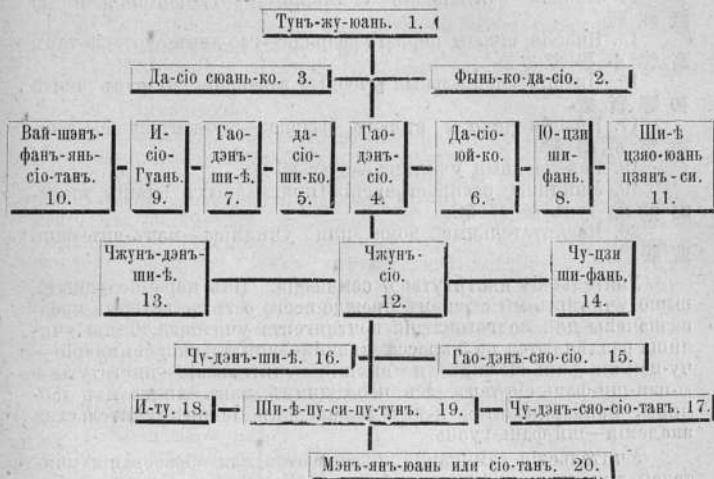 Тунъ-жу-юань. 1.
Да-сіо сюань-ко. 3.
Фынь-ко-да-сіо. 2.
Вай-шэнъ-
фанъ-янь-
сіо-танъ.
10.
И-
сіо-
Гуань.
9.
Гао-
дэнъ-
ши-ѣ.
7.
да-
сіо-
ши-ко.
5.
Гао-
дэнъ-
сіо.
4.
Да-сіо-
юй-ко.
6.
Ю-цзи
ши-
фань.
8.
Ши-ѣ
цзяо-юань
цзянъ-си.
11.
Чжунъ-дэнъ-
ши-ѣ.
13.
Чжунъ-
сіо.
12.
Чу-цзи
ши-фань.
14.
Чу-дэнъ-ши-ѣ. 16.
Гао-дэнъ-сяо-сіо. 15.
И-ту. 18.
Ши-ѣ-пу-си-пу-тунъ. 19.
Чу-дэнъ-сяо-сіо-танъ. 17.
Мэнъ-янъ-юань или сіо-танъ. 20.